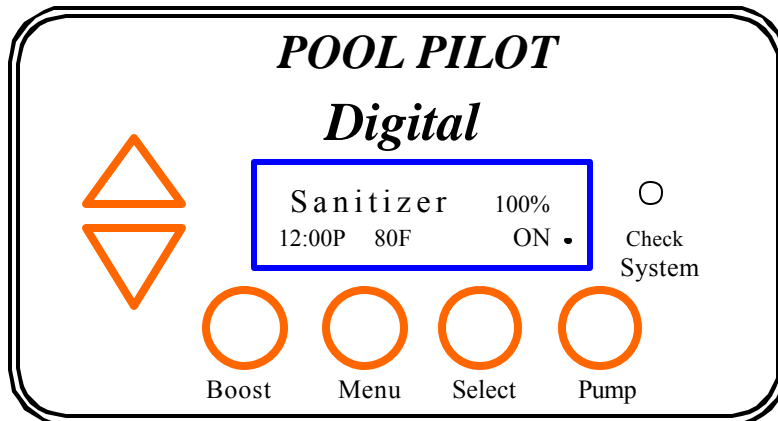 POOL PILOT
Digital
Sanitizer 100%
12:00P 80F ON .
Check
System
Boost Menu Select Pump